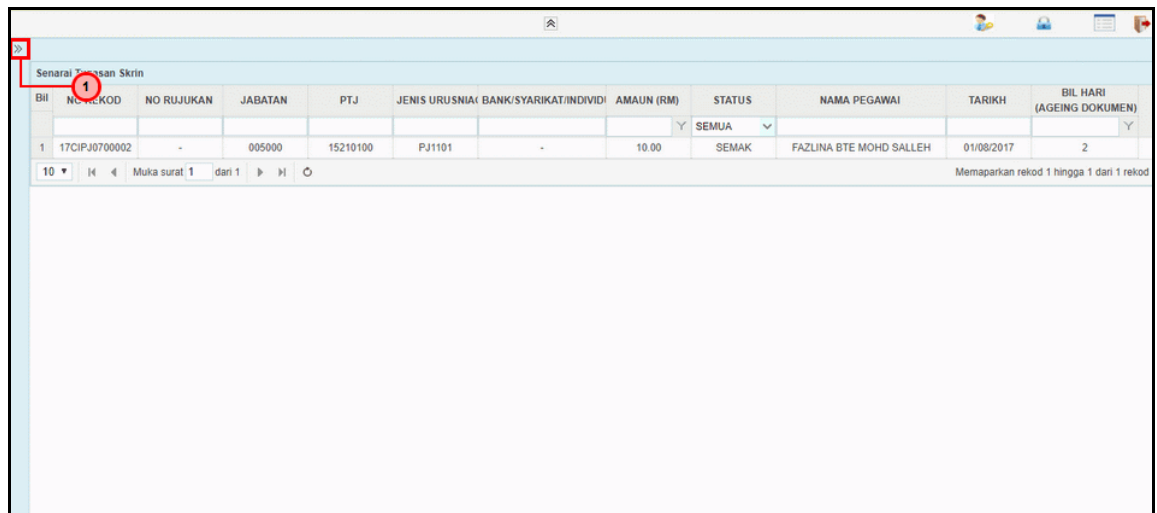 »
Senarai Tugasan Skrin
1
Bil NO REKOD NO RUJUKAN JABATAN PTJ JENIS URUSNIA( BANK/SYARIKAT/INDIVID AMAUN (RM) STATUS NAMA PEGAWAI TARIKH BIL HARI
(AGEING DOKUMEN)
SEMUA
1 17CIPJ0700002 - 005000 15210100 PJ1101 - 10.00 SEMAK FAZLINA BTE MOHD SALLEH 01/08/2017 2
10 Muka surat 1 dari 1 Memaparkan rekod 1 hingga 1 dari 1 rekod